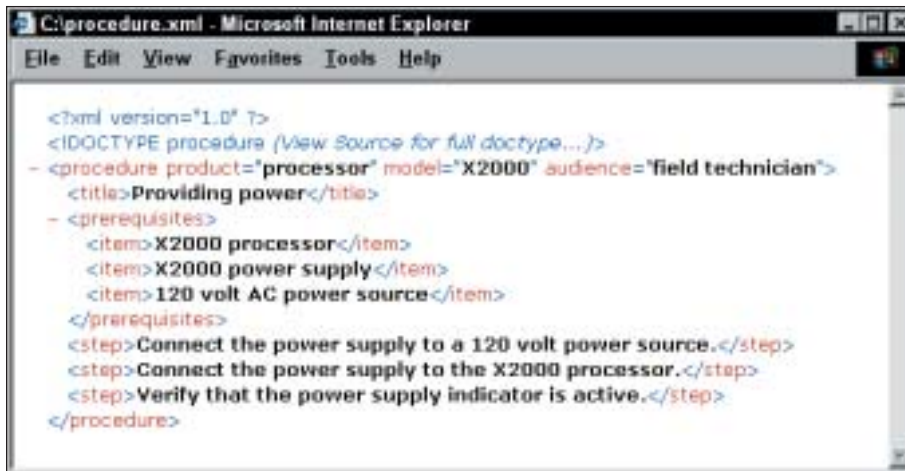 C:\procedure.xml - Microsoft Internet Explorer
File Edit View Favorites Tools Help
<?xml version="1.0" ?>
<!DOCTYPE procedure (View Source for full doctype...)>
- <procedure product="processor" model="X2000" audience="field technician">
<title>Providing power</title>
- <prerequisites>
<item>X2000 processor</item>
<item>X2000 power supply</item>
<item>120 volt AC power source</item>
</prerequisites>
<step>Connect the power supply to a 120 volt power source.</step>
<step>Connect the power supply to the X2000 processor.</step>
<step>Verify that the power supply indicator is active.</step>
</procedure>